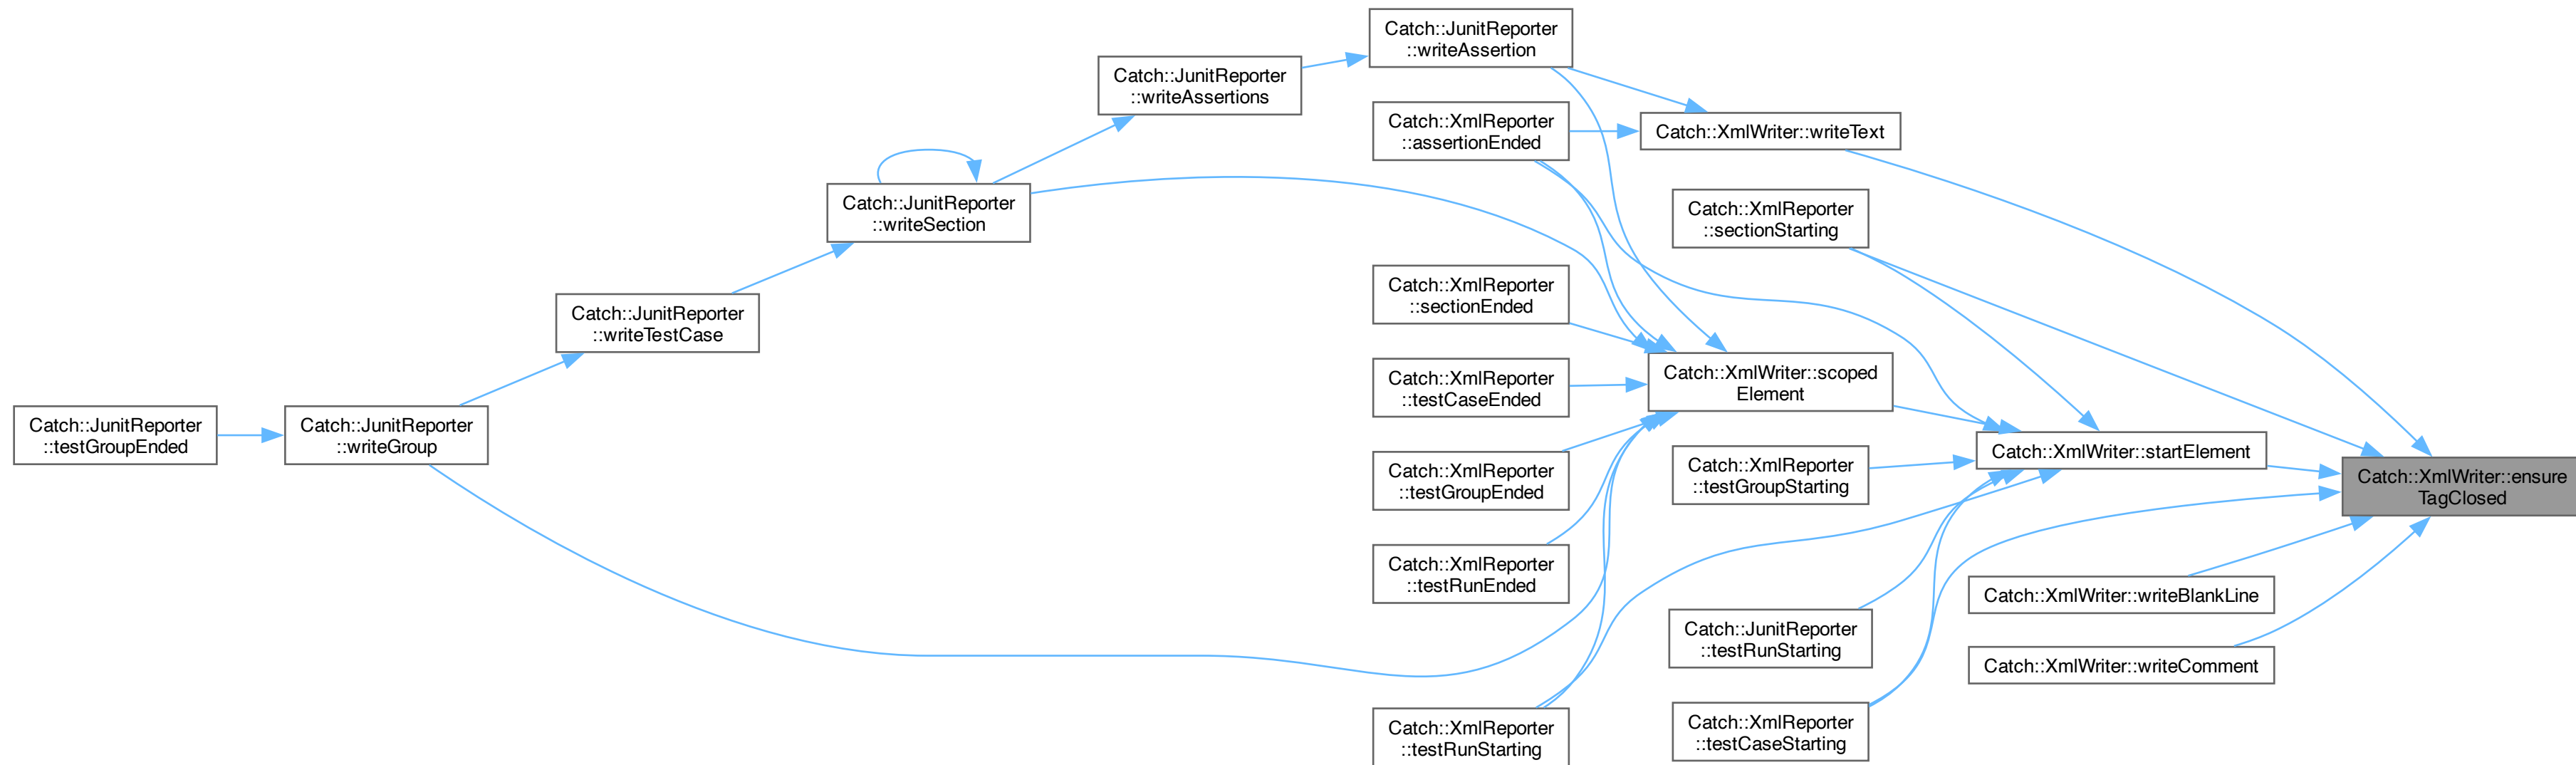 Catch::JunitReporter
::writeAssertion
Catch::JunitReporter
::writeAssertions
Catch::XmlReporter
::assertionEnded
Catch::XmlWriter::writeText
Catch::JunitReporter
::writeSection
Catch::XmlReporter
::sectionStarting
Catch::XmlReporter
::sectionEnded
Catch::JunitReporter
::writeTestCase
Catch::XmlReporter
::testCaseEnded
Catch::XmlWriter::scoped
Element
Catch::JunitReporter
::testGroupEnded
Catch::JunitReporter
::writeGroup
Catch::XmlReporter
::testGroupEnded
Catch::XmlReporter
::testGroupStarting
Catch::XmlWriter::startElement
Catch::XmlWriter::ensure
TagClosed
Catch::XmlReporter
::testRunEnded
Catch::XmlWriter::writeBlankLine
Catch::JunitReporter
::testRunStarting
Catch::XmlWriter::writeComment
Catch::XmlReporter
::testRunStarting
Catch::XmlReporter
::testCaseStarting